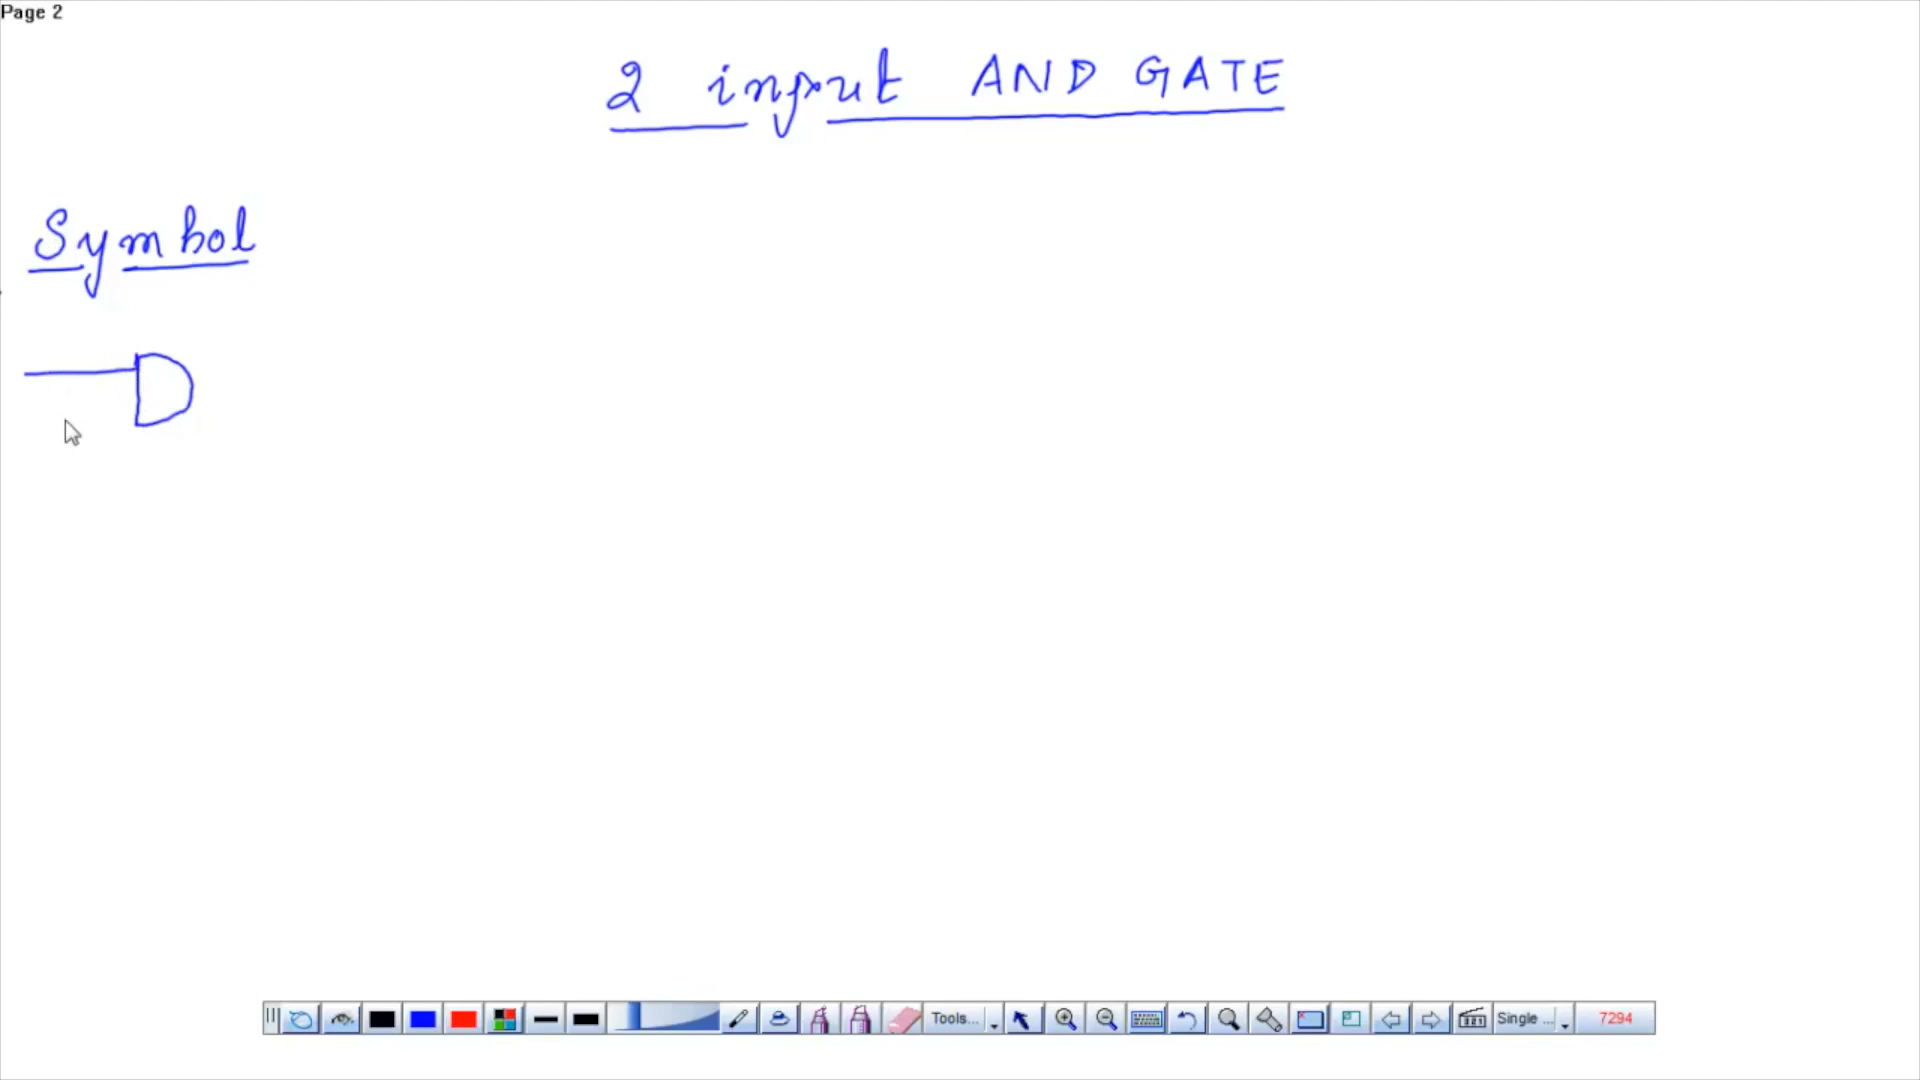 Page 2
2 input AND GATE
Symbol
Tools... Single ... 7294